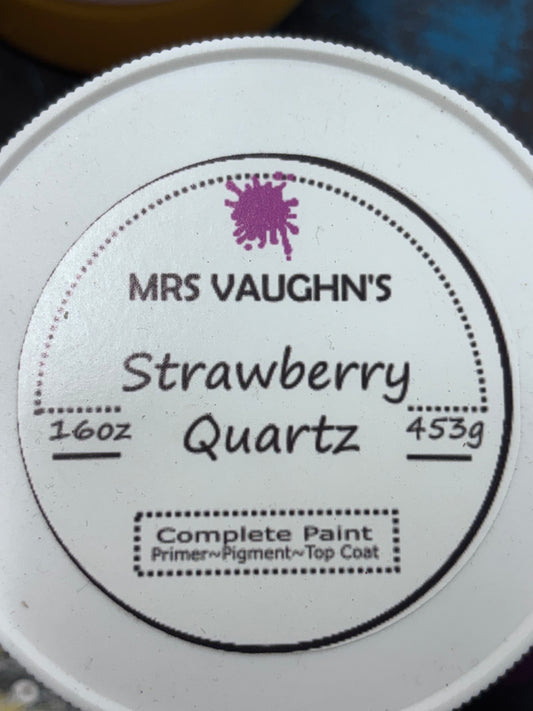 MRS VAUGHN'S
Strawberry
Quartz
16oz
453g
Complete Paint
Primer~Pigment~Top Coat